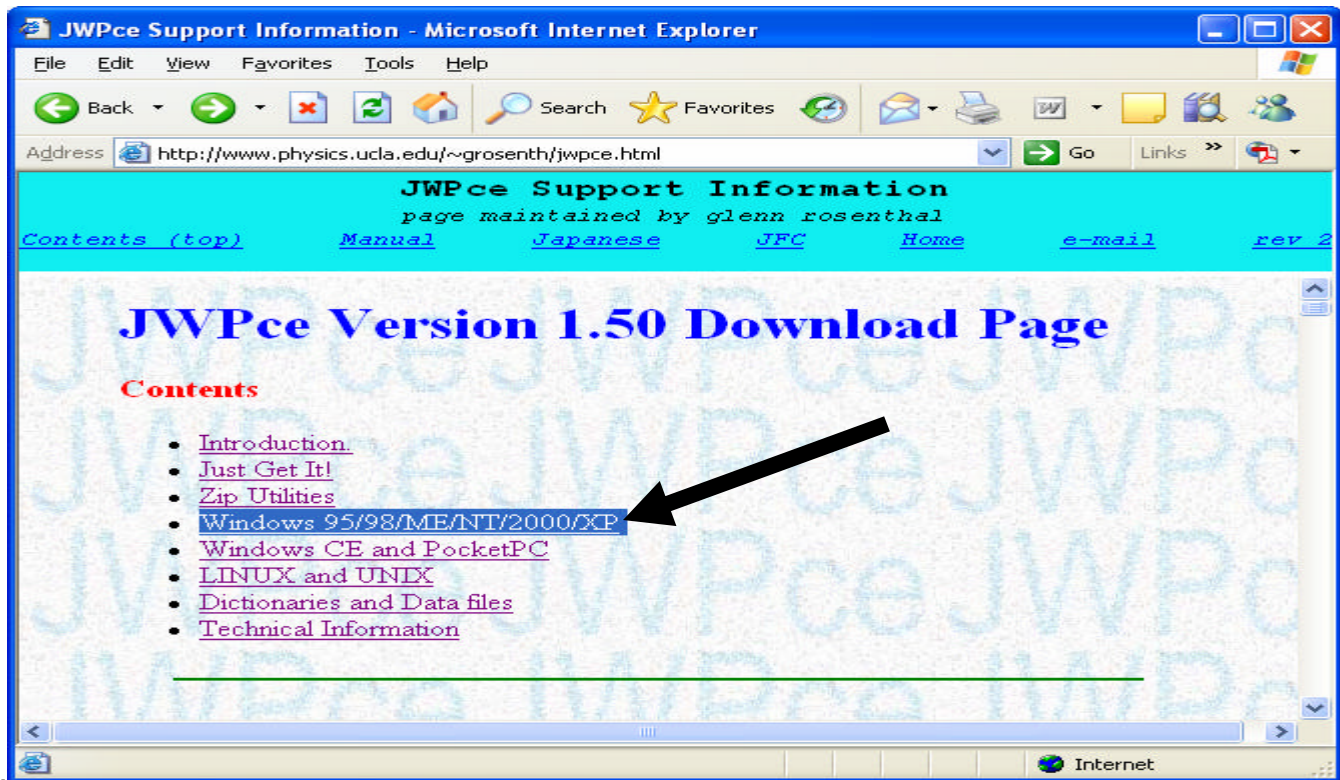 JWPce Support Information - Microsoft Internet Explorer
File Edit View Favorites Tools Help
Back Search Favorites
Address http://www.physics.ucla.edu/~grosenth/jwpce.html Go Links »
JWPce Support Information
page maintained by glenn rosenthal
Contents (top) Manual Japanese JFC Home e-mail rev 2
JWPce Version 1.50 Download Page
Contents
Introduction.
Just Get It!
Zip Utilities
Windows 95/98/ME/NT/2000/XP
Windows CE and PocketPC
LINUX and UNIX
Dictionaries and Data files
Technical Information
Internet